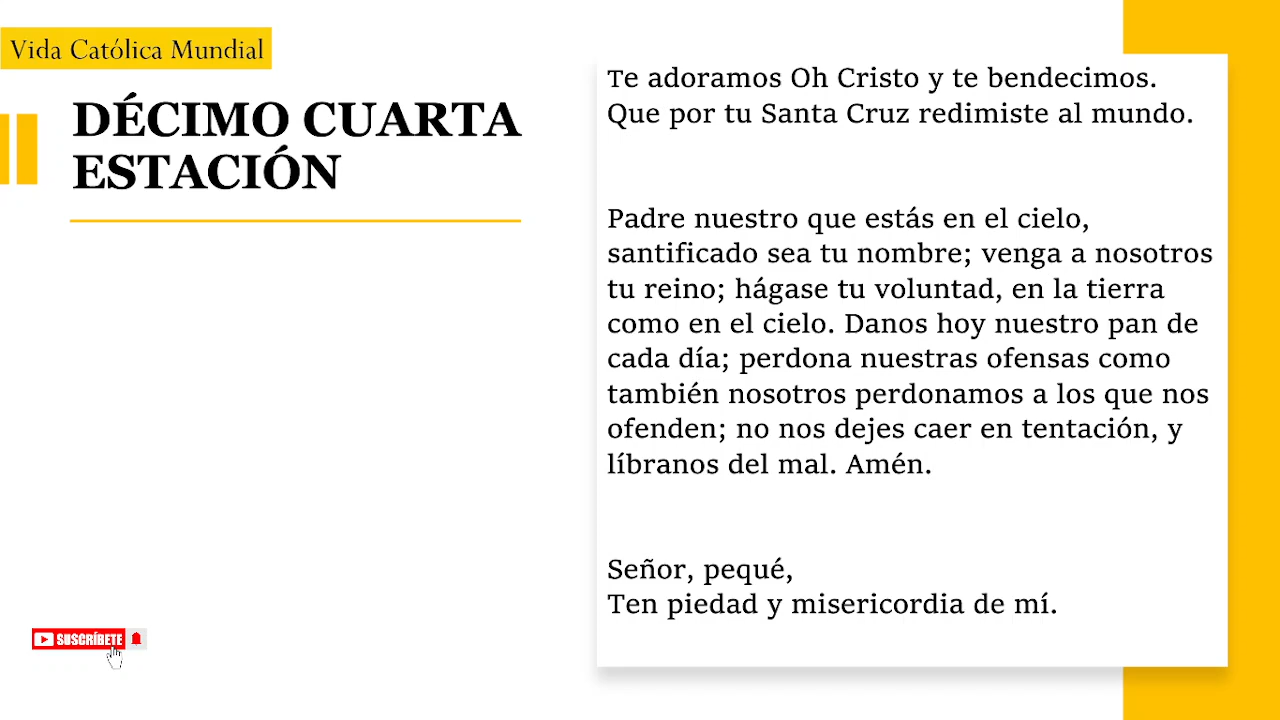 Vida Católica Mundial
DÉCIMO CUARTA
ESTACIÓN
Te adoramos Oh Cristo y te bendecimos.
Que por tu Santa Cruz redimiste al mundo.
Padre nuestro que estás en el cielo,
santificado sea tu nombre; venga a nosotros
tu reino; hágase tu voluntad, en la tierra
como en el cielo. Danos hoy nuestro pan de
cada día; perdona nuestras ofensas como
también nosotros perdonamos a los que nos
ofenden; no nos dejes caer en tentación, y
líbranos del mal. Amén.
Señor, pequé,
Ten piedad y misericordia de mí.
SUSCRÍBETE